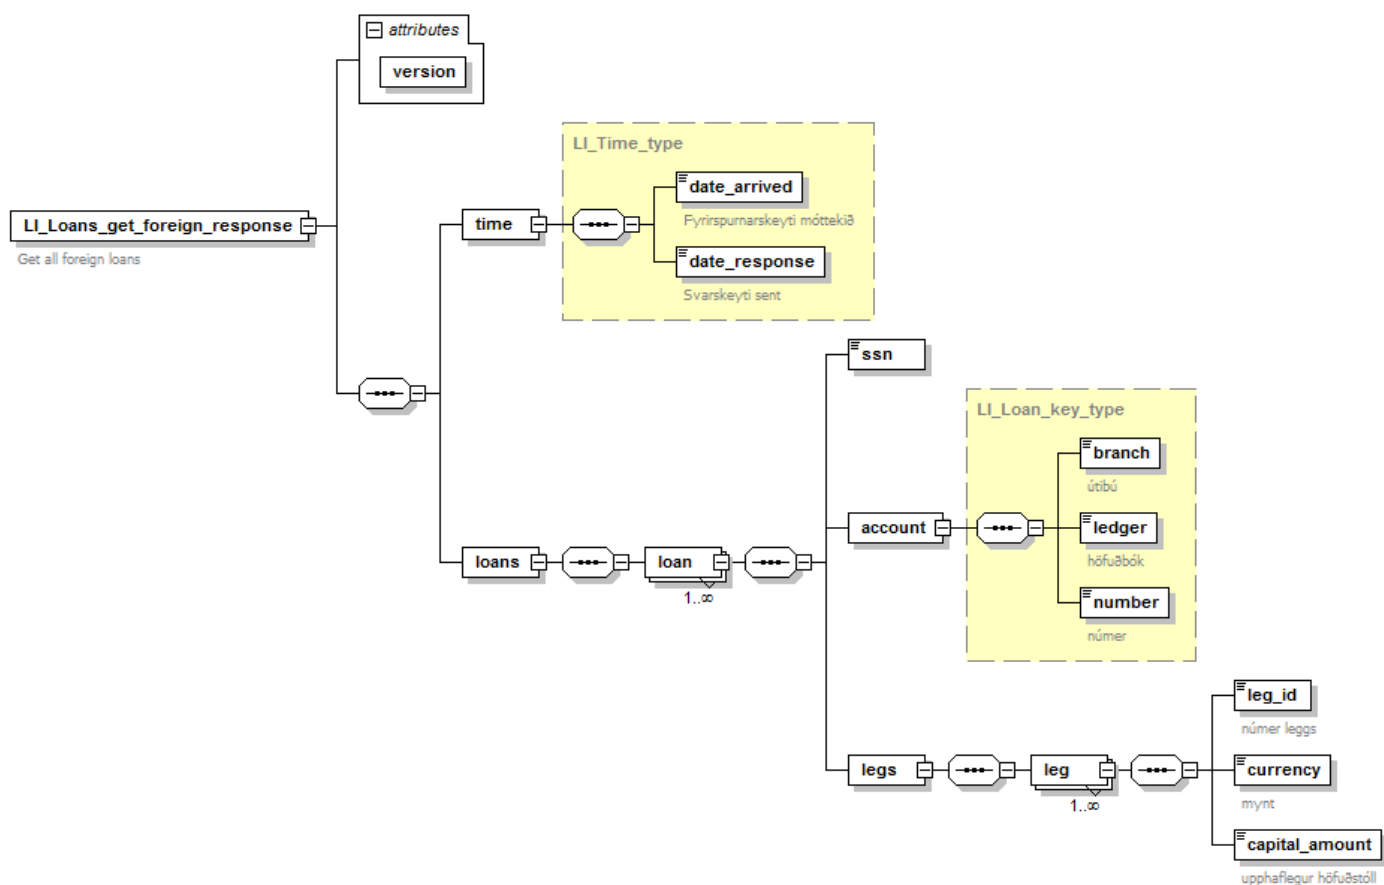 attributes
version
LI_Loans_get_foreign_response
Get all foreign loans
time
LI_Time_type
date_arrived
Fyrirspurnarskeyti móttekið
date_response
Svarskeyti sent
loans
loan
1..∞
ssn
account
LI_Loan_key_type
branch
útibú
ledger
höfuðbók
number
númer
legs
leg
1..∞
leg_id
númer leggs
currency
mynt
capital_amount
upphaflegur höfuðstóll